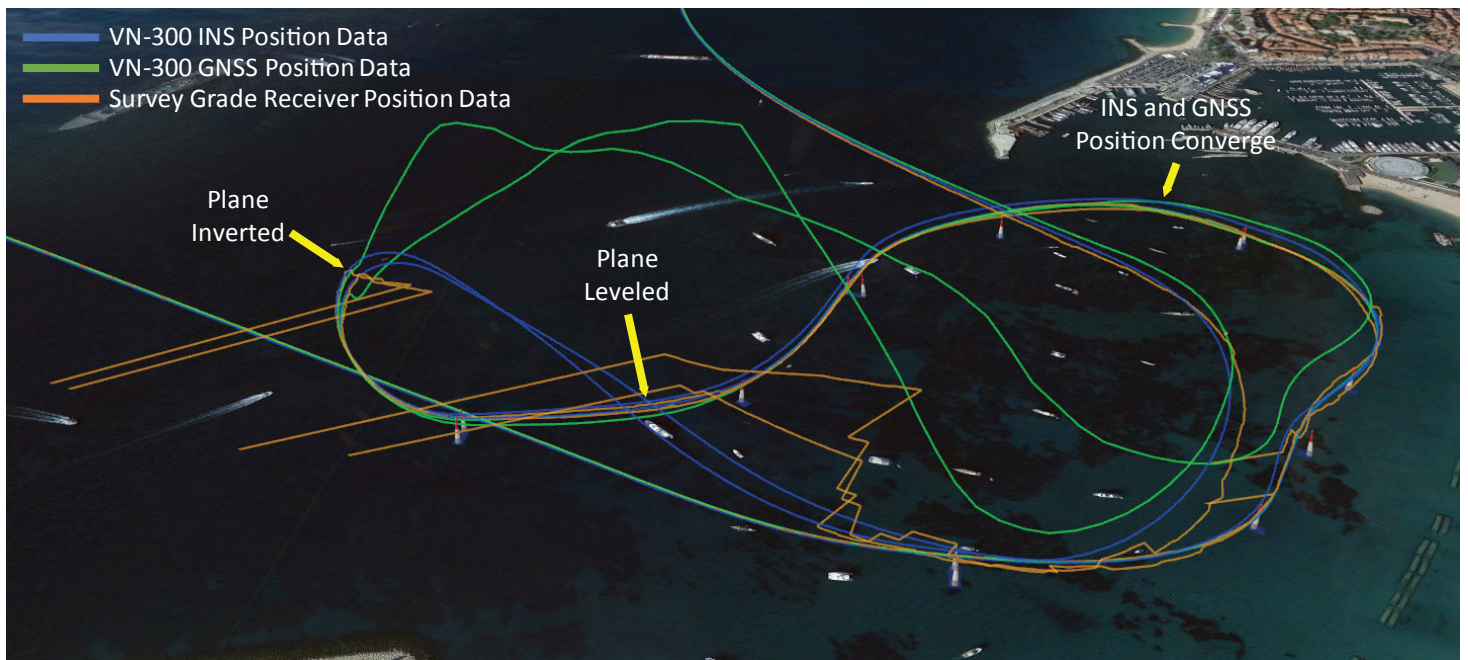 VN-300 INS Position Data
VN-300 GNSS Position Data
Survey Grade Receiver Position Data
INS and GNSS
Position Converge
Plane
Inverted
Plane
Leveled